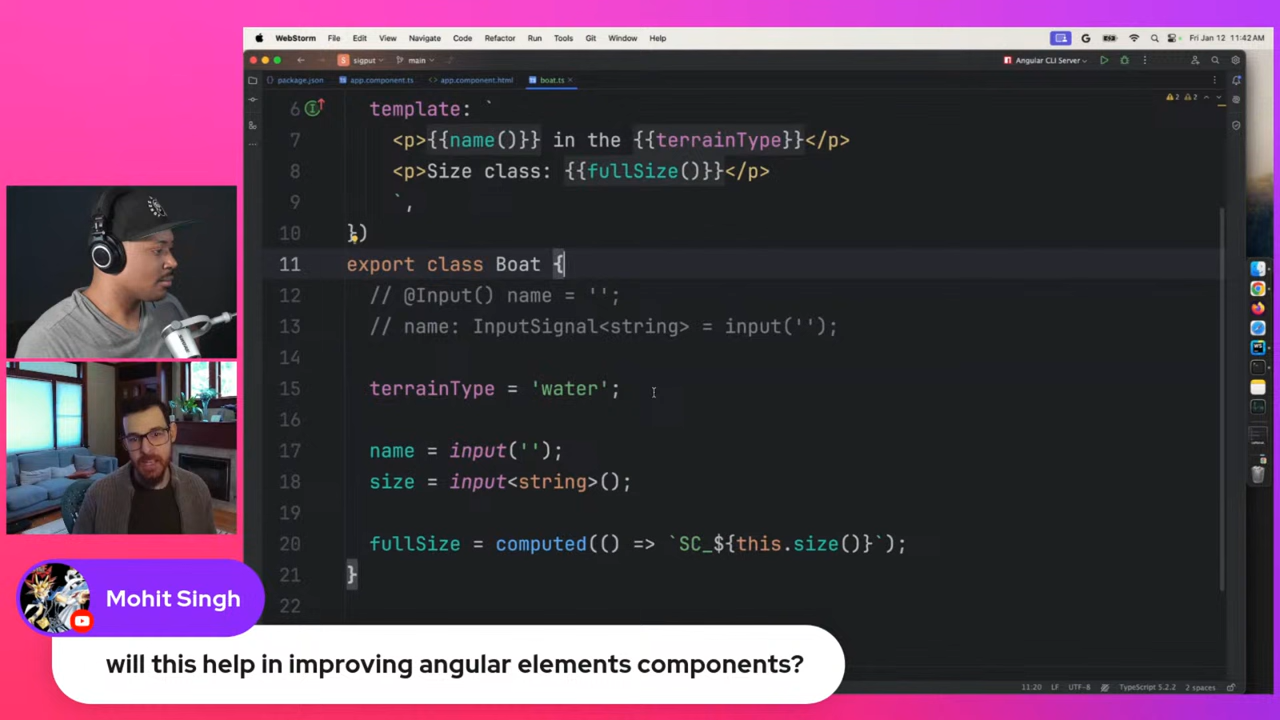 WebStorm File Edit View Navigate Code Refactor Run Tools Git Window Help Fri Jan 12 11:42 AM
sigput main Angular CLI Server
package.json app.component.ts app.component.html boat.ts
6 template: `
7 <p>{{name()}} in the {{terrainType}}</p>
8 <p>Size class: {{fullSize()}}</p>
9 `,
10 })
11 export class Boat {
12 // @Input() name = '';
13 // name: InputSignal<string> = input('');
14
15 terrainType = 'water';
16
17 name = input('');
18 size = input<string>();
19
20 fullSize = computed(() => `SC_${this.size()}`);
21 }
22
2 2
11:20 LF UTF-8 TypeScript 5.2.2 2 spaces
Mohit Singh
will this help in improving angular elements components?